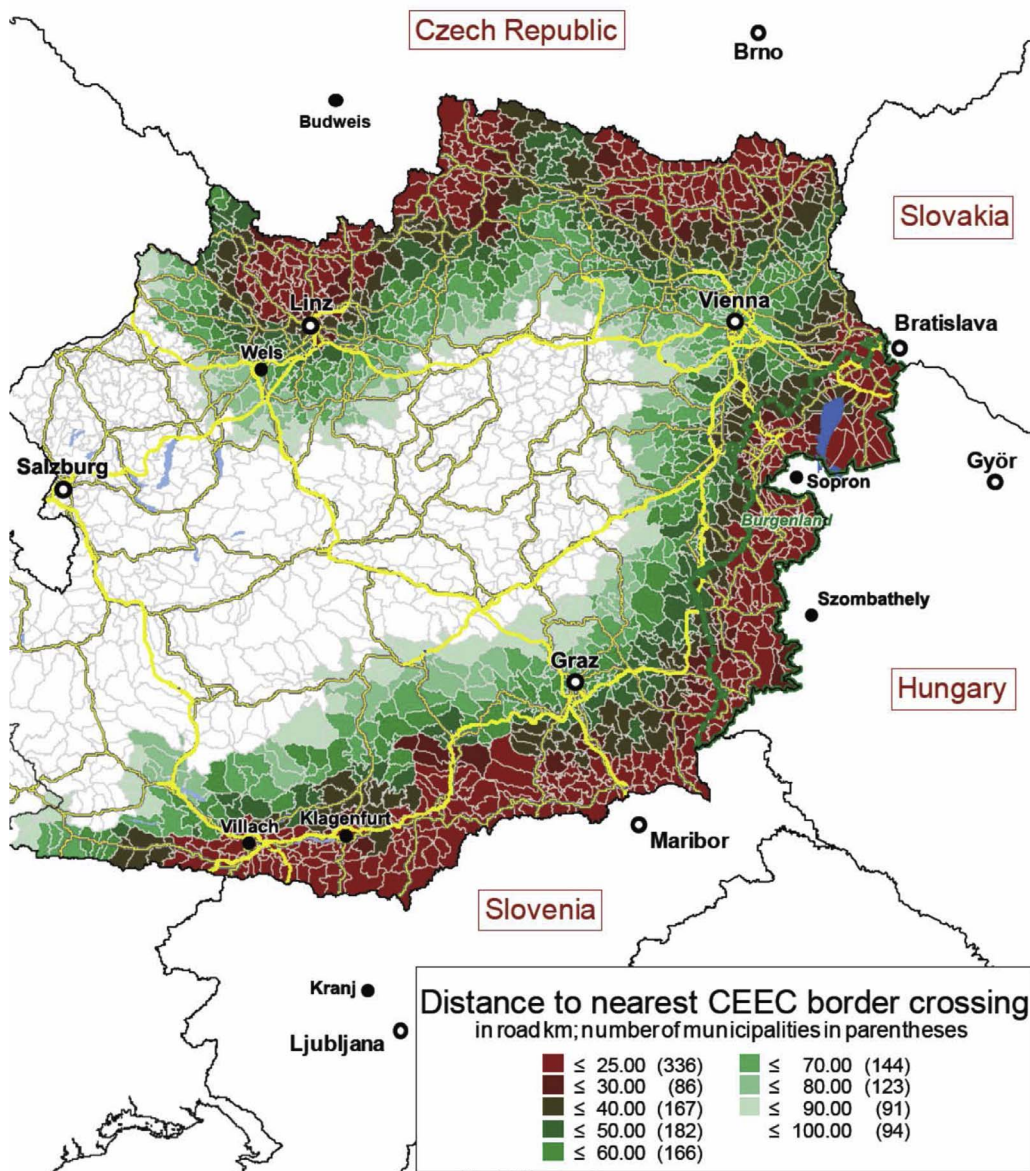 Czech Republic
Brno
Budweis
Slovakia
Linz
Vienna
Bratislava
Wels
Salzburg
Sopron
Györ
Burgenland
Szombathely
Graz
Hungary
Klagenfurt
Villach
Maribor
Slovenia
Kranj
Ljubljana
Distance to nearest CEEC border crossing
in road km; number of municipalities in parentheses
≤ 25.00 (336)
≤ 30.00 (86)
≤ 40.00 (167)
≤ 50.00 (182)
≤ 60.00 (166)
≤ 70.00 (144)
≤ 80.00 (123)
≤ 90.00 (91)
≤ 100.00 (94)